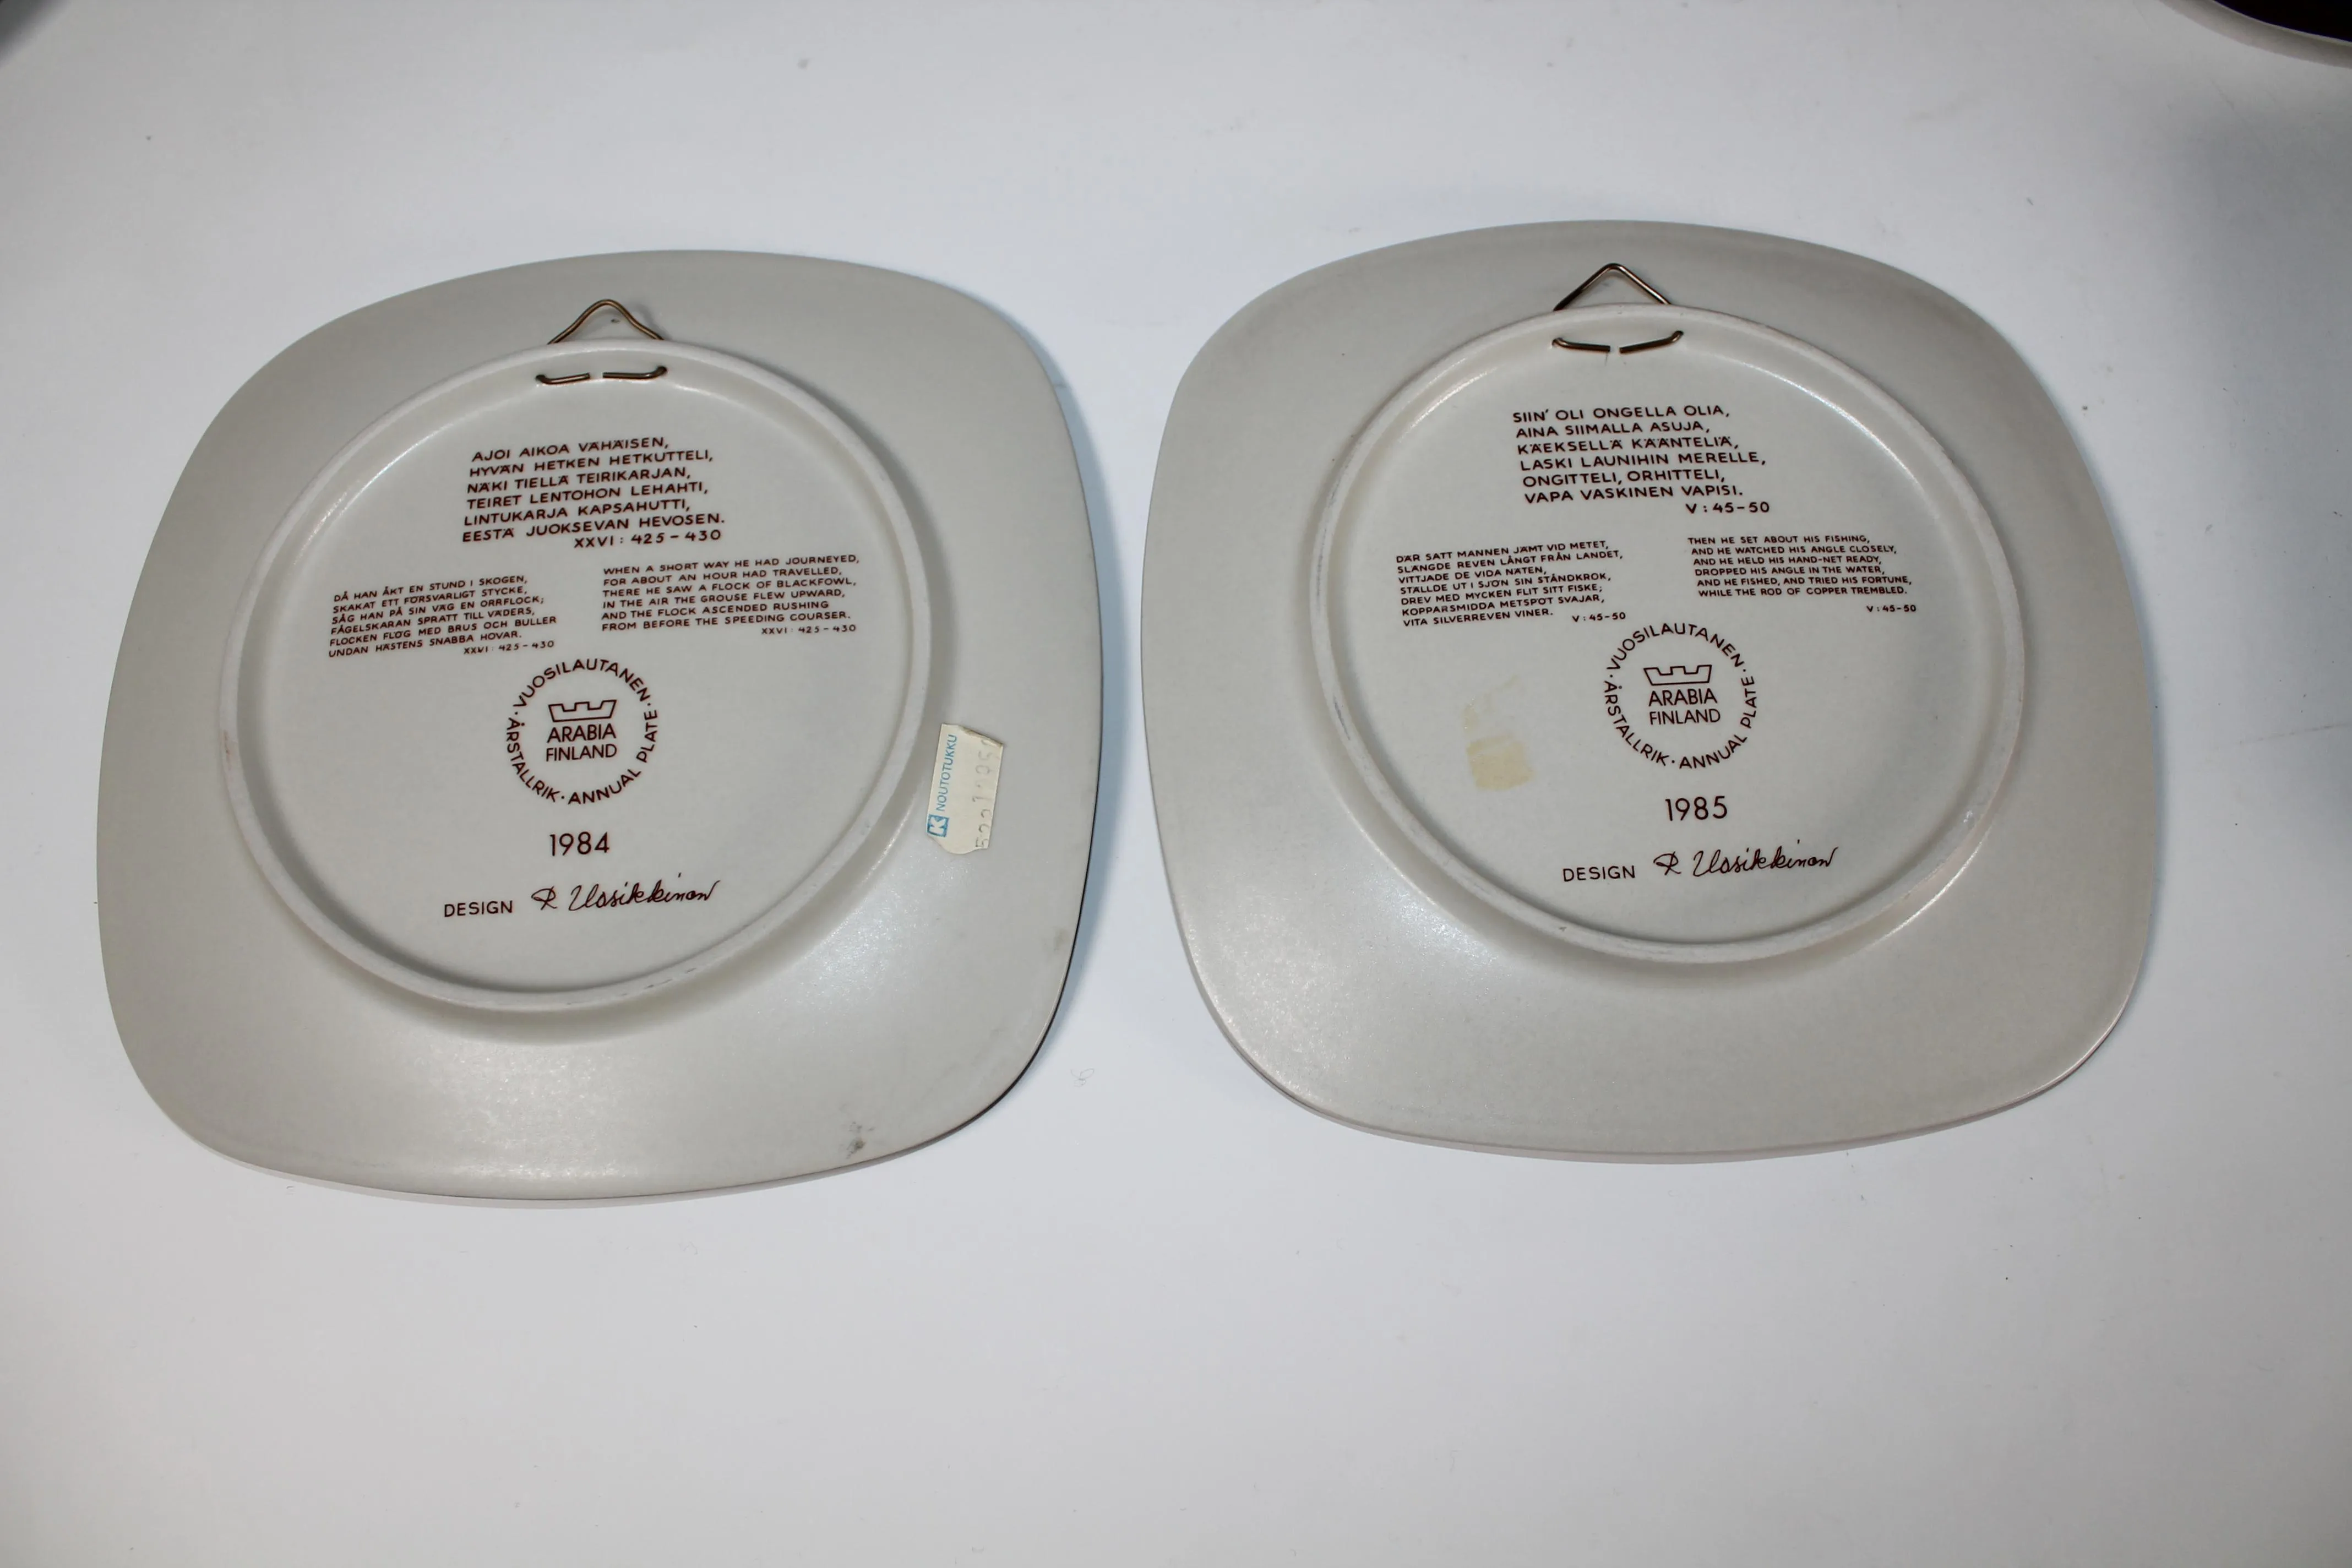 AJOI AIKOA VÄHÄISEN,
HYVÄN HETKEN HETKUTTELI,
NÄKI TIELLÄ TEIRIKARJAN,
TEIRET LENTOHON LEHAHTI,
LINTUKARJA KAPSAHUTTI,
EESTÄ JUOKSEVAN HEVOSEN.
XXVI: 425-430
DÅ HAN ÅKT EN STUND I SKOGEN,
SKAKAT ETT FÖRSVARLIGT STYCKE,
SÅG HAN PÅ SIN VÄG EN ORRFLOCK;
FÅGELSKARAN SPRATT TILL VÄDERS,
FLOCKEN FLÖG MED BRUS OCH BULLER
UNDAN HÄSTENS SNABBA HOVAR.
XXVI: 425-430
WHEN A SHORT WAY HE HAD JOURNEYED,
FOR ABOUT AN HOUR HAD TRAVELLED,
THERE HE SAW A FLOCK OF BLACKFOWL,
IN THE AIR THE GROUSE FLEW UPWARD,
AND THE FLOCK ASCENDED RUSHING
FROM BEFORE THE SPEEDING COURSER.
XXVI: 425-430
· VUOSILAUTANEN · ANNUAL PLATE · ÅRSTALLRIK
ARABIA
FINLAND
1984
DESIGN R Uosikkinen
K NOUTOTUKKU
SIIN' OLI ONGELLA OLIA,
AINA SIIMALLA ASUJA,
KÄEKSELLÄ KÄÄNTELIÄ,
LASKI LAUNIHIN MERELLE,
ONGITTELI, ORHITTELI,
VAPA VASKINEN VAPISI.
V: 45-50
DÄR SATT MANNEN JÄMT VID METET,
SLÄNGDE REVEN LÅNGT FRÅN LANDET,
VITTJADE DE VIDA NÄTEN,
STÄLLDE UT I SJÖN SIN STÅNDKROK,
DREV MED MYCKEN FLIT SITT FISKE;
KOPPARSMIDDA METSPÖT SVAJAR,
VITA SILVERREVEN VINER.
V: 45-50
THEN HE SET ABOUT HIS FISHING,
AND HE WATCHED HIS ANGLE CLOSELY,
AND HE HELD HIS HAND-NET READY,
DROPPED HIS ANGLE IN THE WATER,
AND HE FISHED, AND TRIED HIS FORTUNE,
WHILE THE ROD OF COPPER TREMBLED.
V: 45-50
· VUOSILAUTANEN · ANNUAL PLATE · ÅRSTALLRIK
ARABIA
FINLAND
1985
DESIGN R Uosikkinen